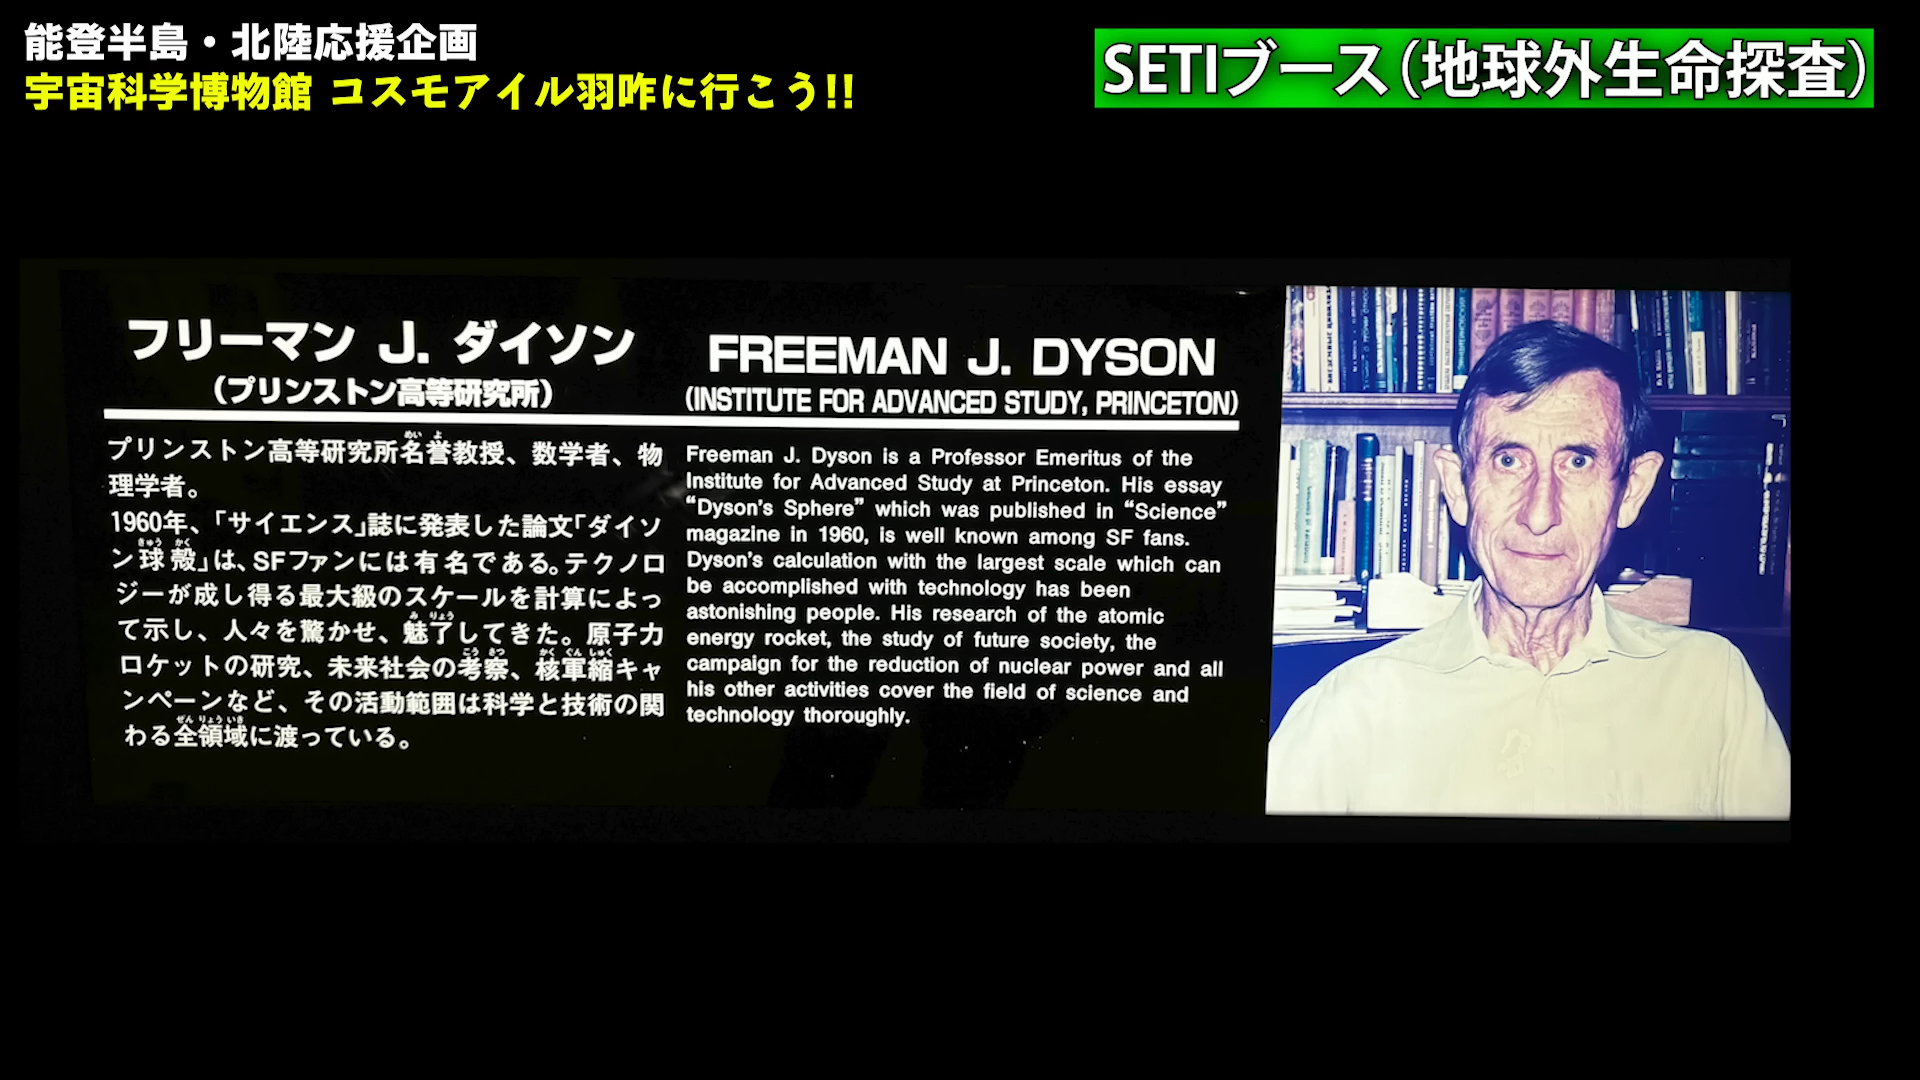 能登半島・北陸応援企画
宇宙科学博物館 コスモアイル羽咋に行こう!!
SETIブース(地球外生命探査)
フリーマン J. ダイソン
(プリンストン高等研究所)
プリンストン高等研究所名誉教授、数学者、物
理学者。
1960年、「サイエンス」誌に発表した論文「ダイソ
ン球殻」は、SFファンには有名である。テクノロ
ジーが成し得る最大級のスケールを計算によっ
て示し、人々を驚かせ、魅了してきた。原子力
ロケットの研究、未来社会の考察、核軍縮キャ
ンペーンなど、その活動範囲は科学と技術の関
わる全領域に渡っている。
FREEMAN J. DYSON
(INSTITUTE FOR ADVANCED STUDY, PRINCETON)
Freeman J. Dyson is a Professor Emeritus of the
Institute for Advanced Study at Princeton. His essay
“Dyson’s Sphere” which was published in “Science”
magazine in 1960, is well known among SF fans.
Dyson’s calculation with the largest scale which can
be accomplished with technology has been
astonishing people. His research of the atomic
energy rocket, the study of future society, the
campaign for the reduction of nuclear power and all
his other activities cover the field of science and
technology thoroughly.